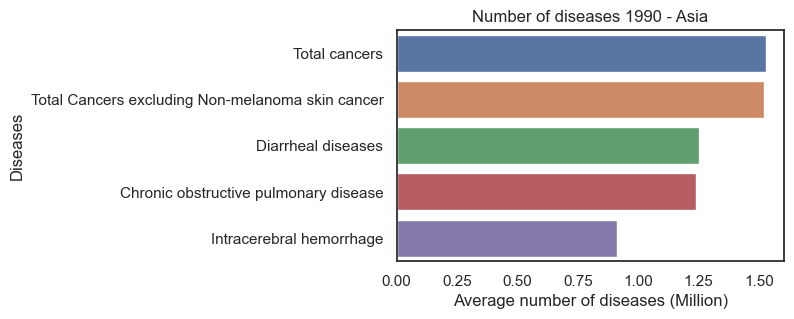 Number of diseases 1990 - Asia
Diseases
Total cancers
Total Cancers excluding Non-melanoma skin cancer
Diarrheal diseases
Chronic obstructive pulmonary disease
Intracerebral hemorrhage
0.00 0.25 0.50 0.75 1.00 1.25 1.50
Average number of diseases (Million)